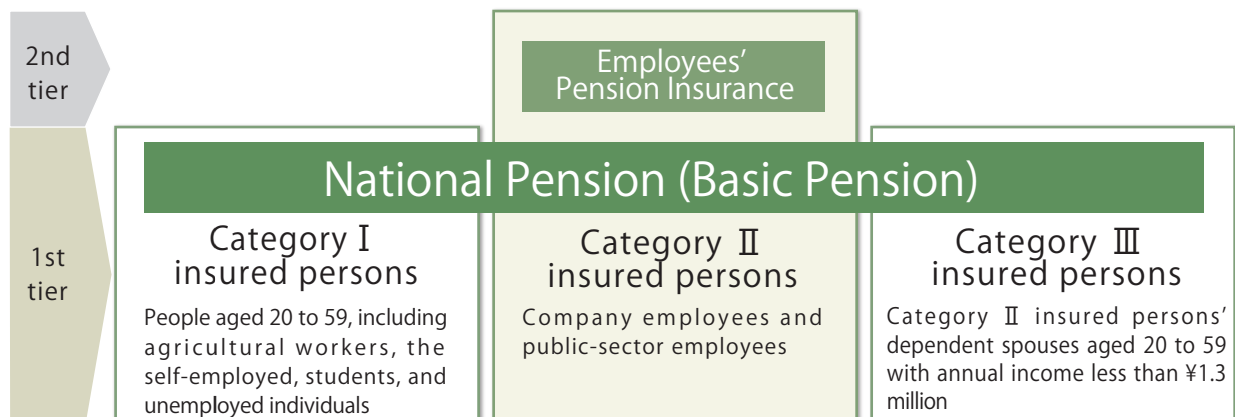 2nd
tier
Employees’
Pension Insurance
National Pension (Basic Pension)
1st
tier
Category Ⅰ
insured persons
People aged 20 to 59, including
agricultural workers, the
self-employed, students, and
unemployed individuals
Category Ⅱ
insured persons
Company employees and
public-sector employees
Category Ⅲ
insured persons
Category Ⅱ insured persons’
dependent spouses aged 20 to 59
with annual income less than ¥1.3
million